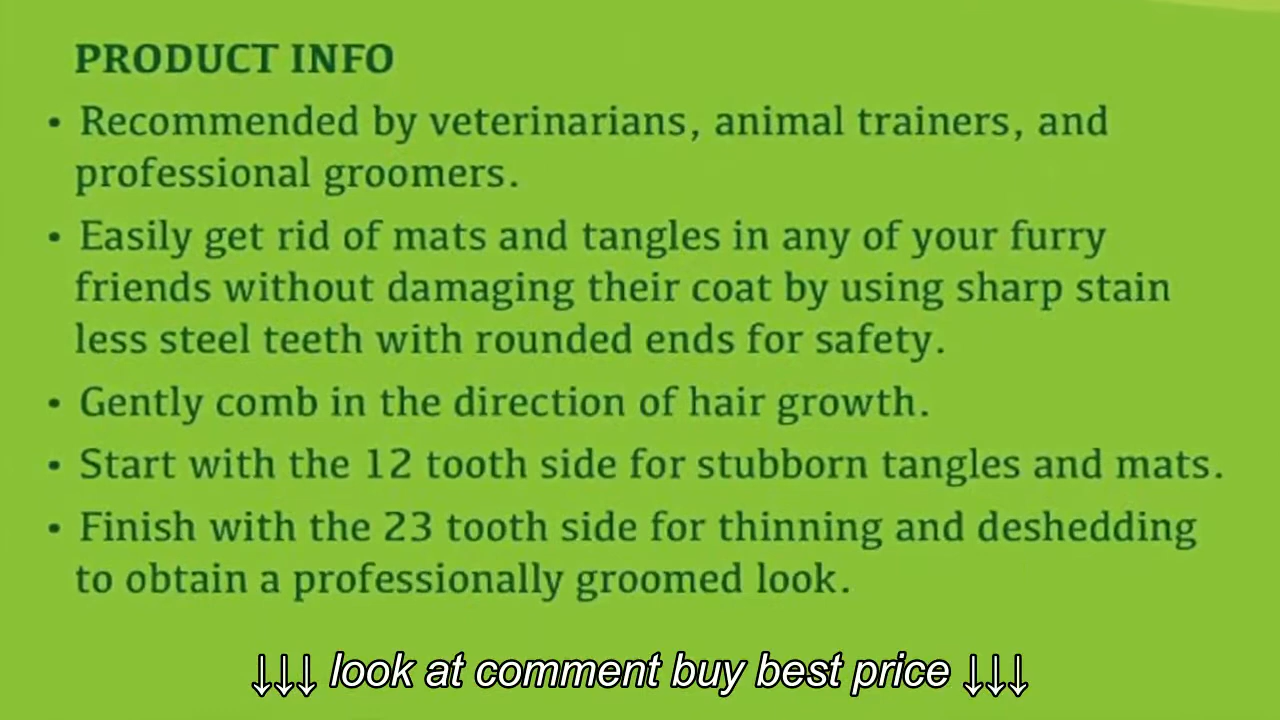 PRODUCT INFO
• Recommended by veterinarians, animal trainers, and
professional groomers.
• Easily get rid of mats and tangles in any of your furry
friends without damaging their coat by using sharp stain
less steel teeth with rounded ends for safety.
• Gently comb in the direction of hair growth.
• Start with the 12 tooth side for stubborn tangles and mats.
• Finish with the 23 tooth side for thinning and deshedding
to obtain a professionally groomed look.
↓↓↓ look at comment buy best price ↓↓↓